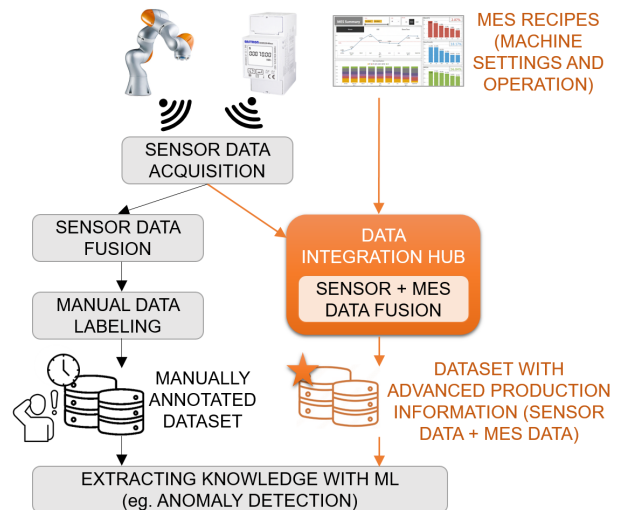 MES RECIPES
(MACHINE
SETTINGS AND
OPERATION)
SENSOR DATA
ACQUISITION
SENSOR DATA
FUSION
DATA
INTEGRATION HUB
SENSOR + MES
DATA FUSION
MANUAL DATA
LABELING
MANUALLY
ANNOTATED
DATASET
DATASET WITH
ADVANCED PRODUCTION
INFORMATION (SENSOR
DATA + MES DATA)
EXTRACTING KNOWLEDGE WITH ML
(eg. ANOMALY DETECTION)